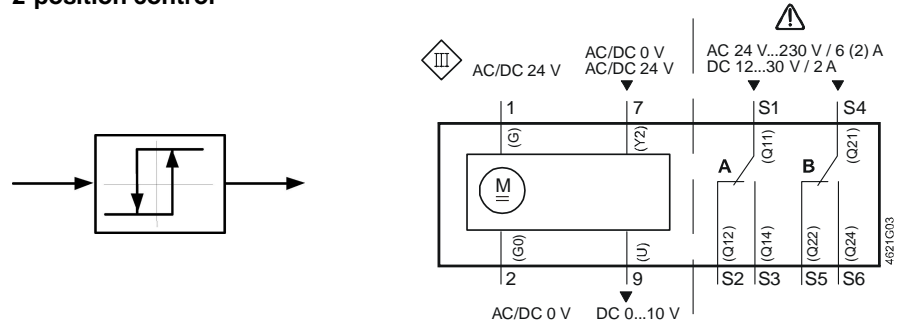 2-position control
III
AC/DC 24 V
AC/DC 0 V
AC/DC 24 V
AC 24 V...230 V / 6 (2) A
DC 12...30 V / 2 A
1
7
S1
S4
(G)
(Y2)
(Q11)
(Q21)
A
B
M
(G0)
(U)
(Q12)
(Q14)
(Q22)
(Q24)
2
9
S2
S3
S5
S6
AC/DC 0 V
DC 0...10 V
4621G03